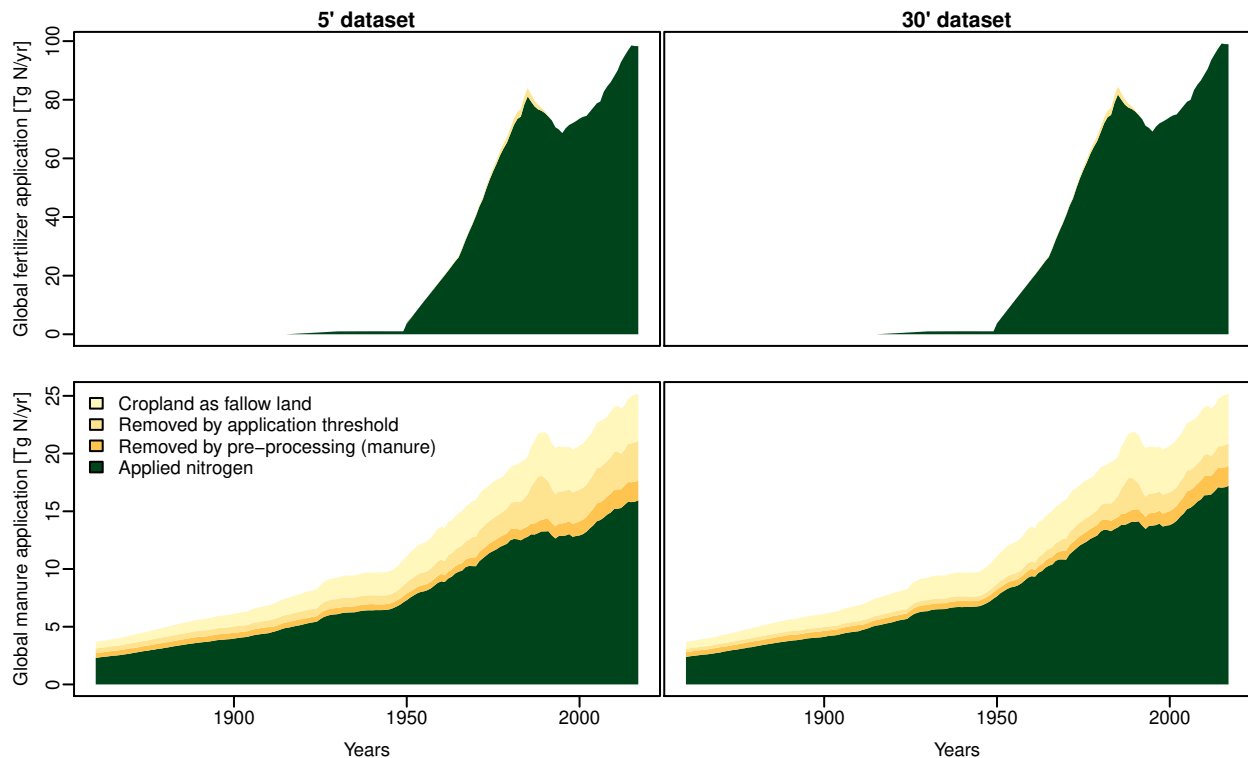 5' dataset
30' dataset
Global fertilizer application [Tg N/yr]
100
80
60
40
20
0
Global manure application [Tg N/yr]
25
20
15
10
5
0
Cropland as fallow land
Removed by application threshold
Removed by pre−processing (manure)
Applied nitrogen
1900 1950 2000
1900 1950 2000
Years
Years